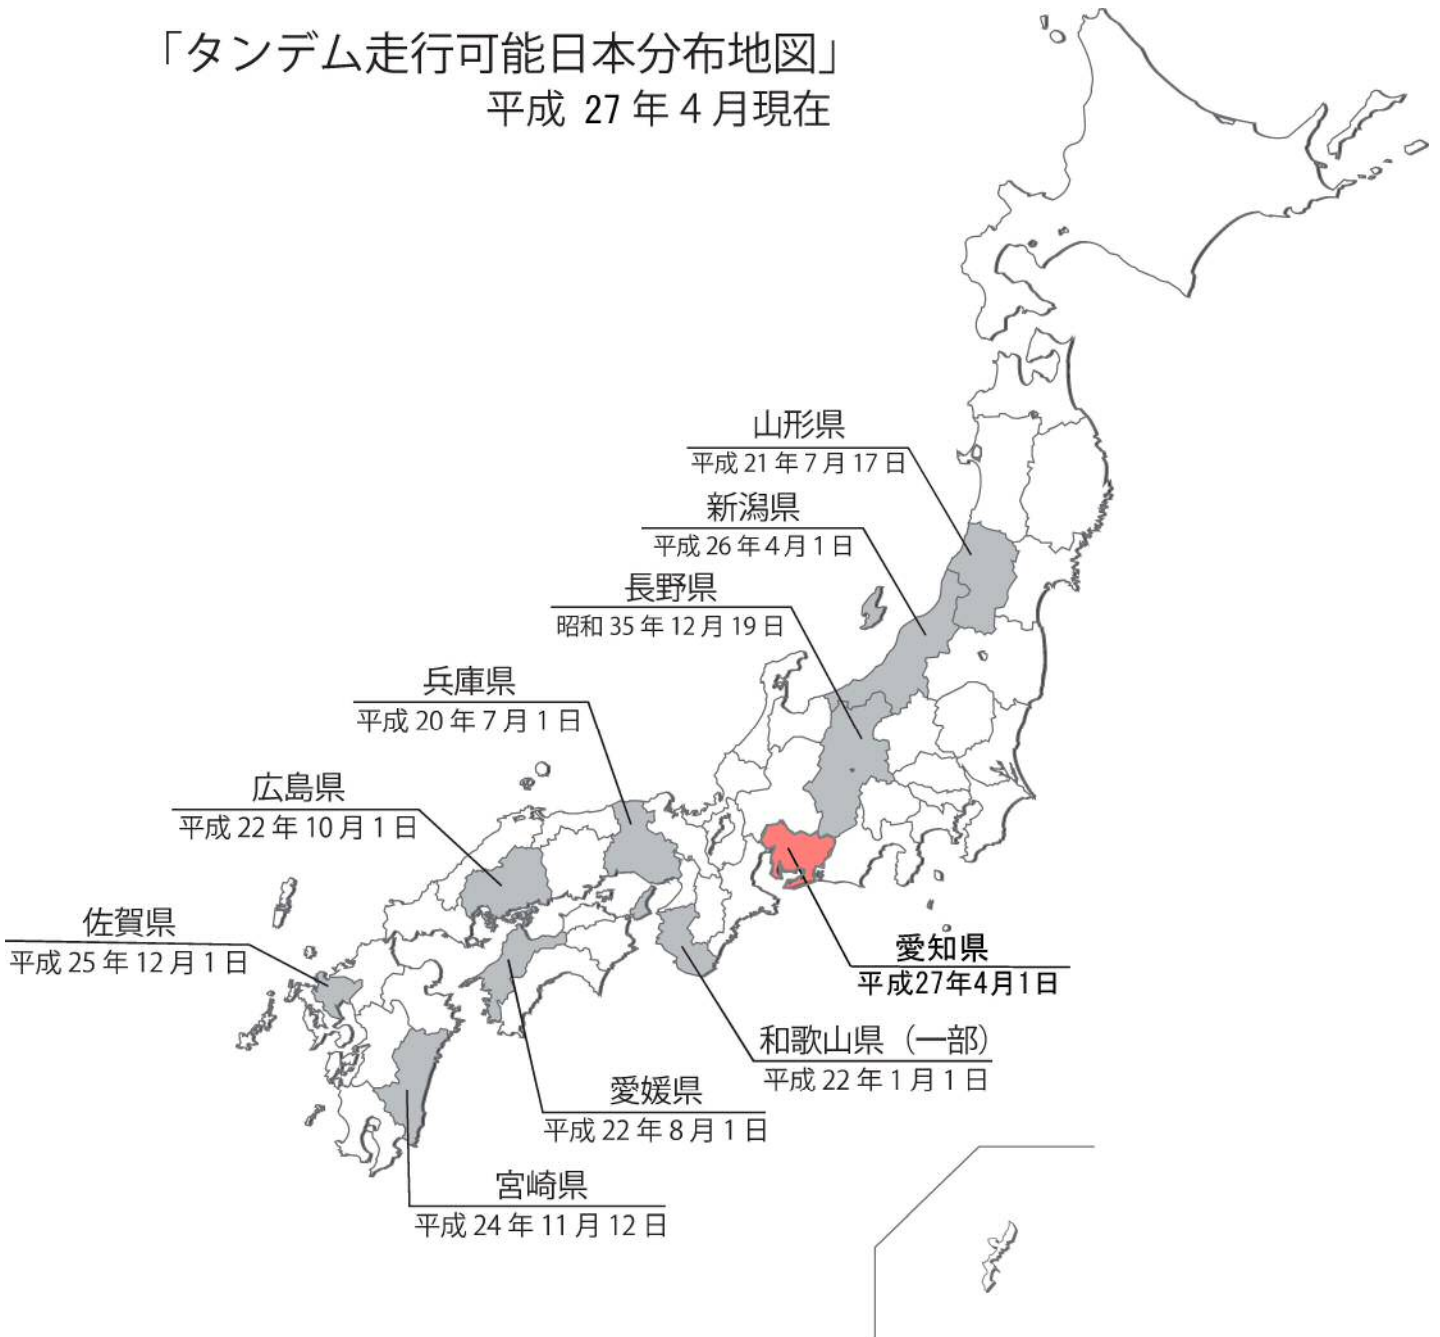 「タンデム走行可能日本分布地図」
平成 27 年 4 月現在
山形県
平成 21 年 7 月 17 日
新潟県
平成 26 年 4 月 1 日
長野県
昭和 35 年 12 月 19 日
兵庫県
平成 20 年 7 月 1 日
広島県
平成 22 年 10 月 1 日
佐賀県
平成 25 年 12 月 1 日
愛知県
平成27年4月1日
和歌山県（一部）
平成 22 年 1 月 1 日
愛媛県
平成 22 年 8 月 1 日
宮崎県
平成 24 年 11 月 12 日